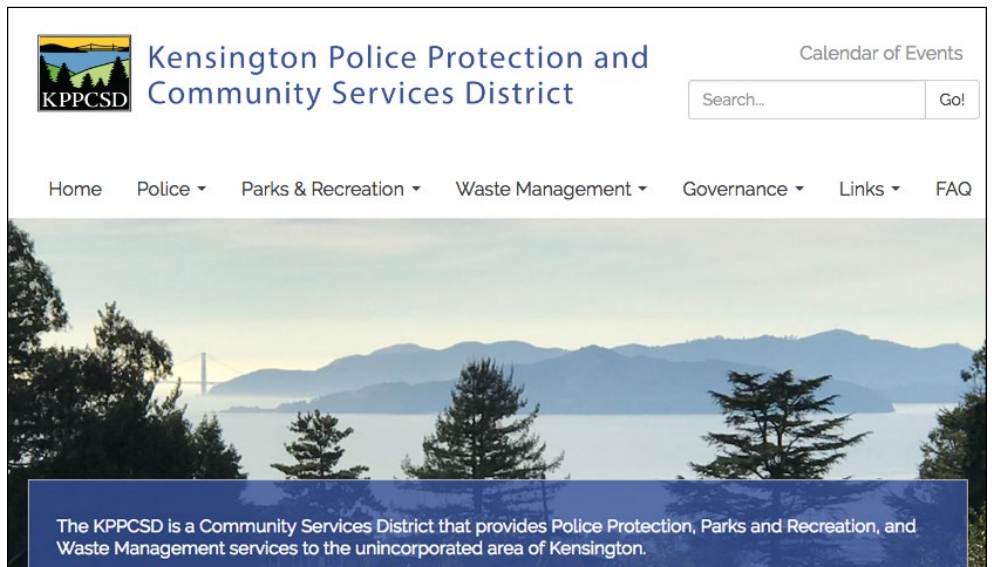 KPPCSD
Kensington Police Protection and
Community Services District
Calendar of Events
Search...
Go!
Home Police Parks & Recreation Waste Management Governance Links FAQ
The KPPCSD is a Community Services District that provides Police Protection, Parks and Recreation, and
Waste Management services to the unincorporated area of Kensington.